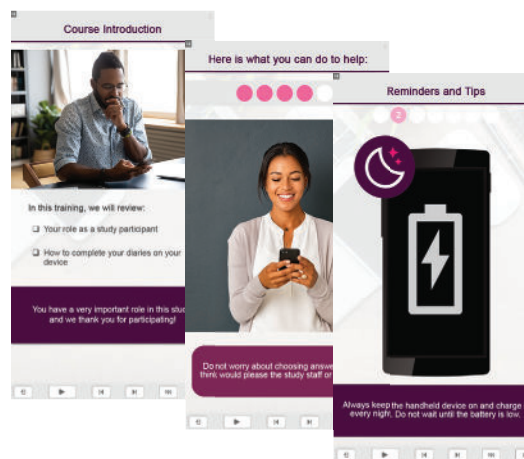 Course Introduction
In this training, we will review:
❑ Your role as a study participant
❑ How to complete your diaries on your
device
You have a very important role in this
and we thank you for participating!
Here is what you can do to help:
Do not worry about choosing
think would please the study staff or
Reminders and Tips
2
Always keep the handheld device on and charge
every night. Do not wait until the battery is low.